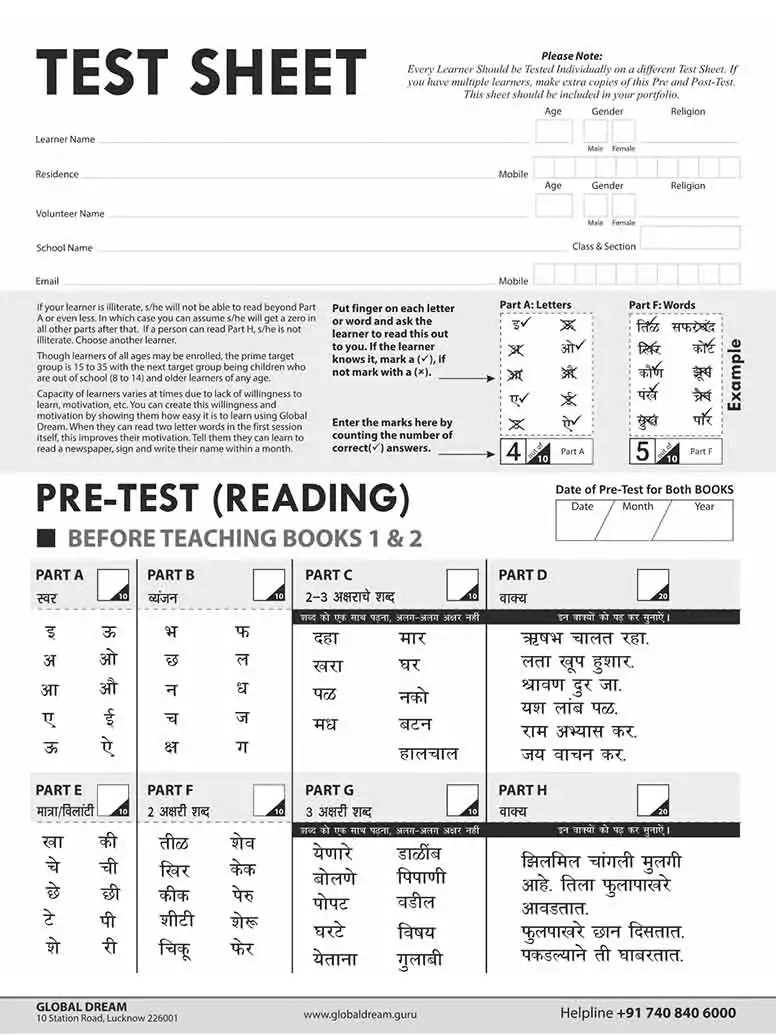 TEST SHEET
Please Note:
Every Learner Should be Tested Individually on a different Test Sheet. If
you have multiple learners, make extra copies of this Pre and Post-Test.
This sheet should be included in your portfolio.
Age Gender Religion
Learner Name
Male Female
Residence Mobile
Age Gender Religion
Volunteer Name
Male Female
School Name Class & Section
Email Mobile
If your learner is illiterate, s/he will not be able to read beyond Part
A or even less. In which case you can assume s/he will get a zero in
all other parts after that. If a person can read Part H, s/he is not
illiterate. Choose another learner.
Though learners of all ages may be enrolled, the prime target
group is 15 to 35 with the next target group being children who
are out of school (8 to 14) and older learners of any age.
Capacity of learners varies at times due to lack of willingness to
learn, motivation, etc. You can create this willingness and
motivation by showing them how easy it is to learn using Global
Dream. When they can read two letter words in the first session
itself, this improves their motivation. Tell them they can learn to
read a newspaper, sign and write their name within a month.
Put finger on each letter
or word and ask the
learner to read this out
to you. If the learner
knows it, mark a (✓), if
not mark with a (×).
Enter the marks here by
counting the number of
correct(✓) answers.
Part A: Letters
इ✓
ओ✓
ए✓
ऐ✓
4 out of 10 Part A
Part F: Words
तिळ
खिर
कौण
पंखे
5 out of 10 Part F
Example
PRE-TEST (READING)
■ BEFORE TEACHING BOOKS 1 & 2
Date of Pre-Test for Both BOOKS
Date Month Year
PART A 10
स्वर
इ ऊ
अ ओ
आ औ
ए ई
ऊ ऐ
PART B 10
व्यंजन
भ फ
छ ल
न ध
च ज
क्ष ग
PART C 10
२-३ अक्षराचे शब्द
शब्द को एक साथ पढ़ना, अलग-अलग अक्षर नहीं
दहा मार
खरा घर
पळ नको
मध बटन
हालचाल
PART D 20
वाक्य
इन वाक्यों को पढ़ कर सुनाऐं।
ऋषभ चालत रहा.
लता खूप हुशार.
श्रावण दुर जा.
यश लांब पळ.
राम अभ्यास कर.
जय वाचन कर.
PART E 10
मात्रा/विलांटी
खा की
चे ची
छे छी
टे पी
शे री
PART F 10
2 अक्षरी शब्द
तीळ शेव
खिर केक
कीक पेरु
शीटी शेरू
चिकू फेर
PART G 10
3 अक्षरी शब्द
शब्द को एक साथ पढ़ना, अलग-अलग अक्षर नहीं
येणारे डाळींब
बोलणे पिपाणी
पोपट वडील
घरटे विषय
येताना गुलाबी
PART H 20
वाक्य
इन वाक्यों को पढ़ कर सुनाऐं।
झिलमिल चांगली मुलगी
आहे. तिला फुलापाखरे
आवडतात.
फुलपाखरे छान दिसतात.
पकडल्याने ती घाबरतात.
GLOBAL DREAM
10 Station Road, Lucknow 226001
www.globaldream.guru
Helpline +91 740 840 6000